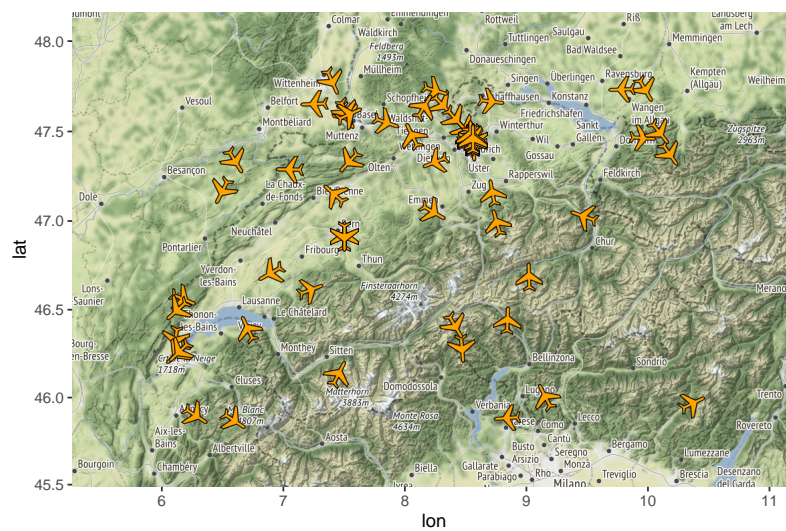 Colmar
Emmendingen
Rottweil
Riß
Landsberg
am Lech
48.0
Waldkirch
Tuttlingen
Saulgau
Memmingen
Feldberg
1493m
Bad Waldsee
Donaueschingen
Wittenheim
Müllheim
Singen
Überlingen
Ravensburg
Kempten
(Allgäu)
Weilheim
Vesoul
Belfort
Schopfheim
Schaffhausen
Konstanz
Wangen
im Allgäu
Friedrichshafen
Montbéliard
Basel
Waldshut-
Tiengen
Winterthur
Sankt
Gallen
47.5
Muttenz
Wil
Zugspitze
2963m
Gossau
Olten
Uster
Rapperswil
Besançon
Zug
Feldkirch
La Chaux-
de-Fonds
Biel/Bienne
Dole
Emmen
47.0
Neuchâtel
Pontarlier
Fribourg
Chur
Yverdon-
les-Bains
Thun
Finsteraarhorn
4274m
Lons-
Saunier
Merano
46.5
Lausanne
Thonon-
les-Bains
Le Châtelard
Bourg-
en-Bresse
Crêt de la Neige
1718m
Monthey
Sitten
Bellinzona
Sondrio
Cluses
Domodossola
Trento
46.0
Matterhorn
3883m
Lugano
Annecy
Blanc
4807m
Monte Rosa
4634m
Verbania
Varese
Como
Lecco
Rovereto
Aix-les-
Bains
Aosta
Cantù
Bergamo
Albertville
Busto
Arsizio
Seregno
Lumezzane
Bourgoin
Chambéry
Biella
Gallarate
Monza
Parabiago
Rho
Treviglio
Brescia
Desenzano
del Garda
45.5
Ivrea
Milano
6 7 8 9 10 11
lon
lat